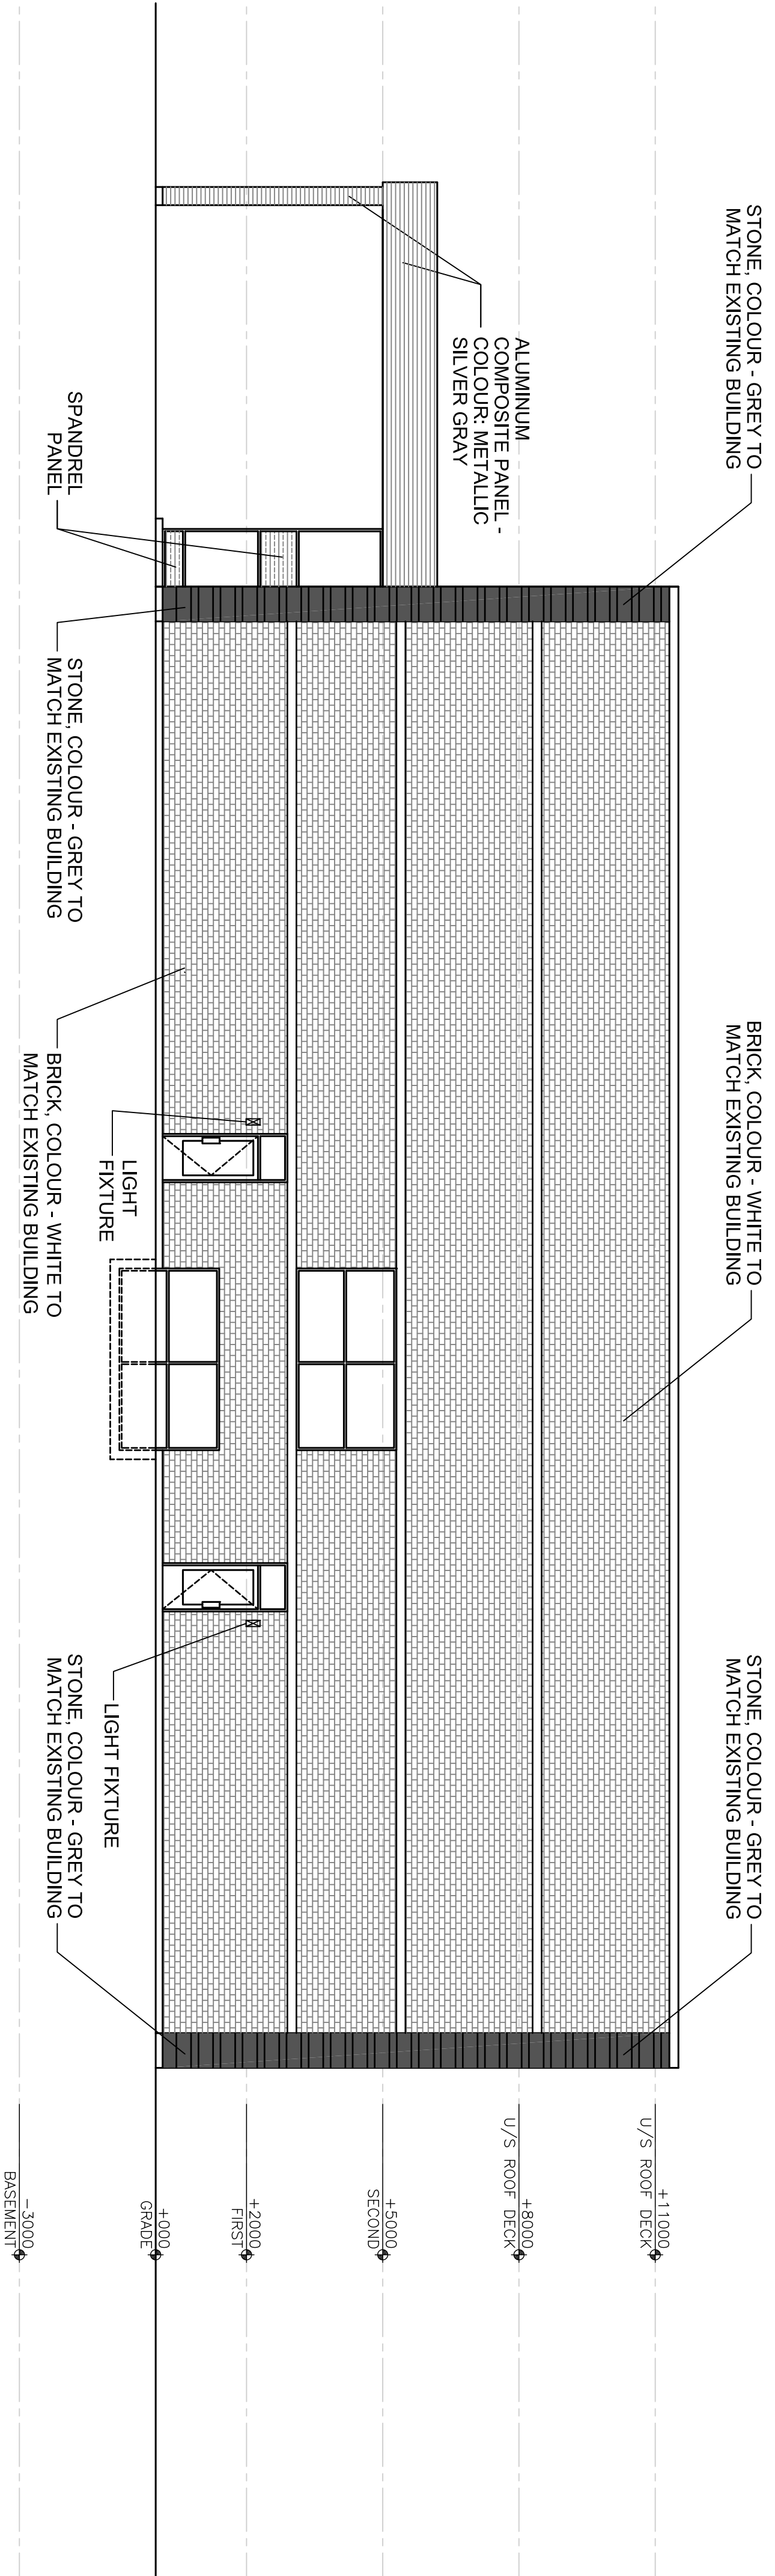 STONE, COLOUR - GREY TO
MATCH EXISTING BUILDING
BRICK, COLOUR - WHITE TO
MATCH EXISTING BUILDING
STONE, COLOUR - GREY TO
MATCH EXISTING BUILDING
ALUMINUM
COMPOSITE PANEL -
COLOUR: METALLIC
SILVER GRAY
+11000
U/S ROOF DECK
+8000
U/S ROOF DECK
+5000
SECOND
+2000
FIRST
+000
GRADE
-3000
BASEMENT
SPANDREL
PANEL
STONE, COLOUR - GREY TO
MATCH EXISTING BUILDING
BRICK, COLOUR - WHITE TO
MATCH EXISTING BUILDING
LIGHT
FIXTURE
LIGHT FIXTURE
STONE, COLOUR - GREY TO
MATCH EXISTING BUILDING